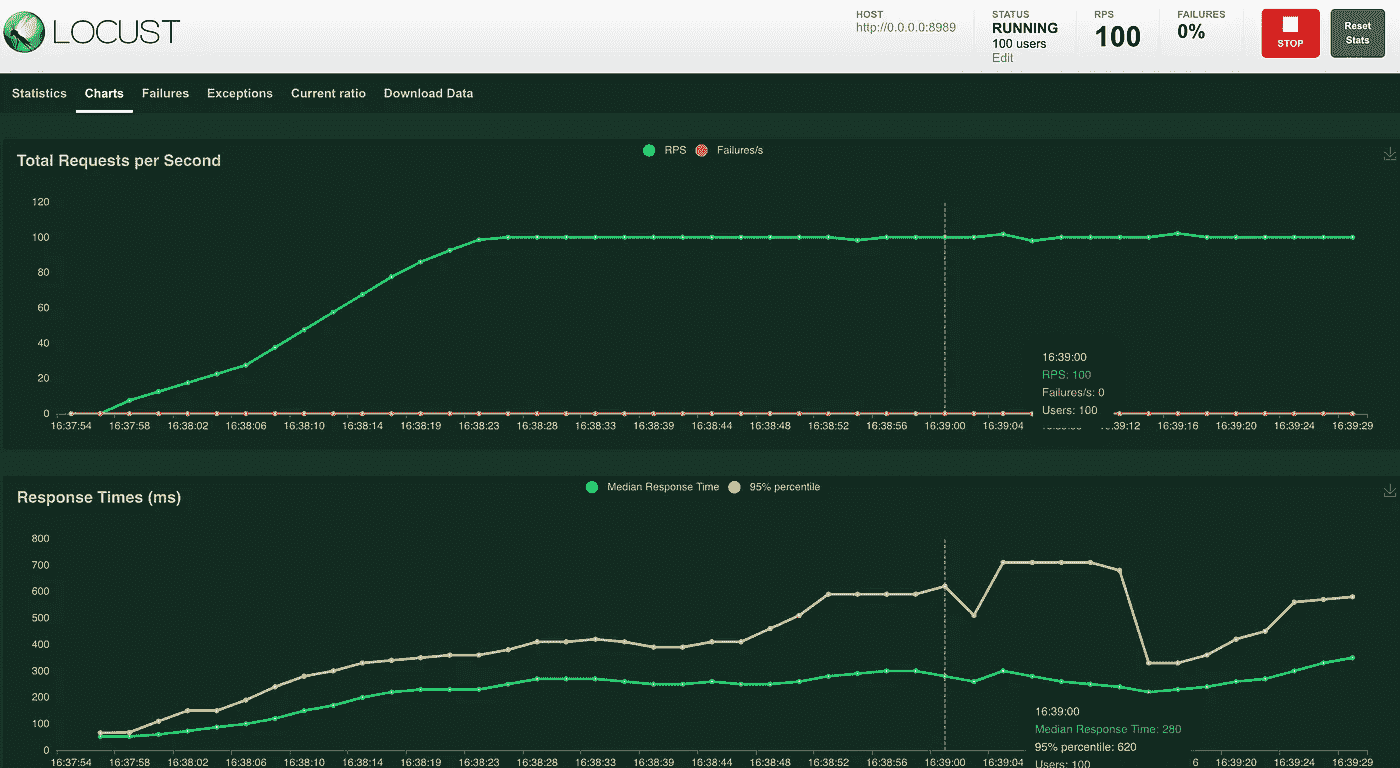 LOCUST
HOST
http://0.0.0.0:8989
STATUS
RUNNING
100 users
Edit
RPS
100
FAILURES
0%
STOP
Reset
Stats
Statistics Charts Failures Exceptions Current ratio Download Data
Total Requests per Second
RPS Failures/s
120
100
80
60
40
20
0
16:39:00
RPS: 100
Failures/s: 0
Users: 100
16:37:54 16:37:58 16:38:02 16:38:06 16:38:10 16:38:14 16:38:19 16:38:23 16:38:28 16:38:33 16:38:39 16:38:44 16:38:48 16:38:52 16:38:56 16:39:00 16:39:04 16:39:12 16:39:16 16:39:20 16:39:24 16:39:29
Response Times (ms)
Median Response Time 95% percentile
800
700
600
500
400
300
200
100
0
16:39:00
Median Response Time: 280
95% percentile: 620
Users: 100
16:37:54 16:37:58 16:38:02 16:38:06 16:38:10 16:38:14 16:38:19 16:38:23 16:38:28 16:38:33 16:38:39 16:38:44 16:38:48 16:38:52 16:38:56 16:39:00 16:39:04 6 16:39:20 16:39:24 16:39:29